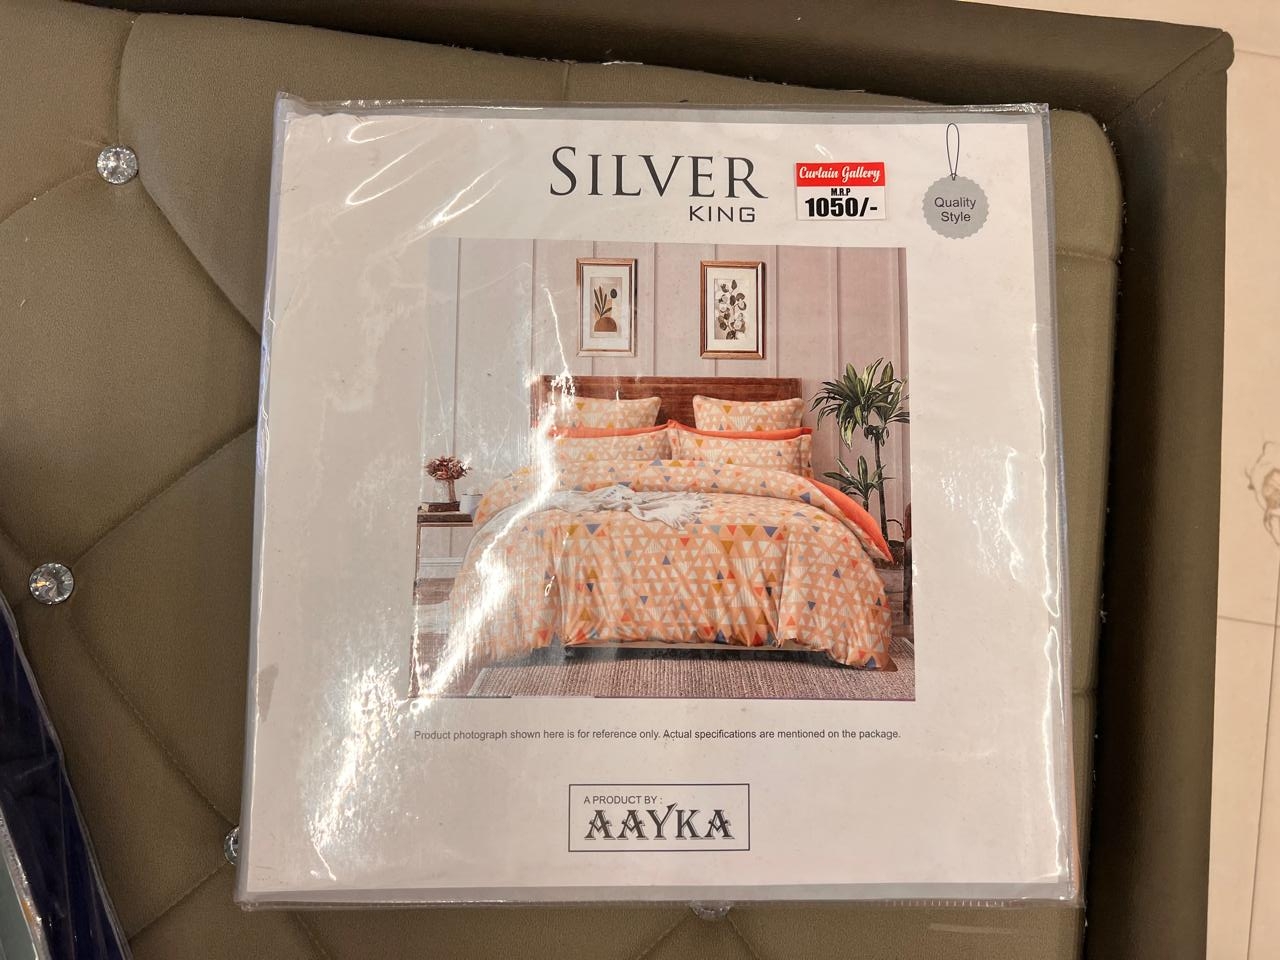 SILVER
KING
Curtain Gallery
M.R.P
1050/-
Quality
Style
Product photograph shown here is for reference only. Actual specifications are mentioned on the package.
A PRODUCT BY :
AAYKA